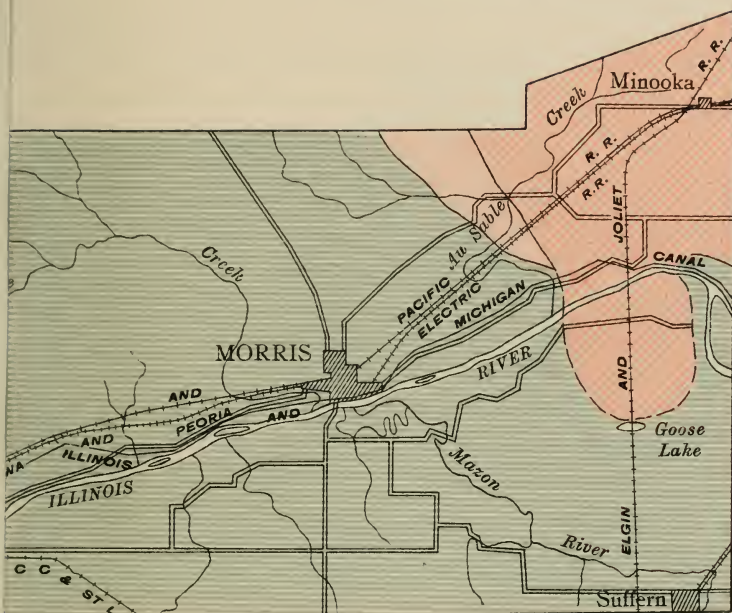 R. R.
Minooka
Creek
R. R.
R.R.
JOLIET
Au Sable
Creek
PACIFIC
ELECTRIC
MICHIGAN
CANAL
MORRIS
RIVER
AND
AND
PEORIA
AND
AND
ILLINOIS
NA
ILLINOIS
Goose
Lake
Mazon
River
ELGIN
C C & ST L
Suffern